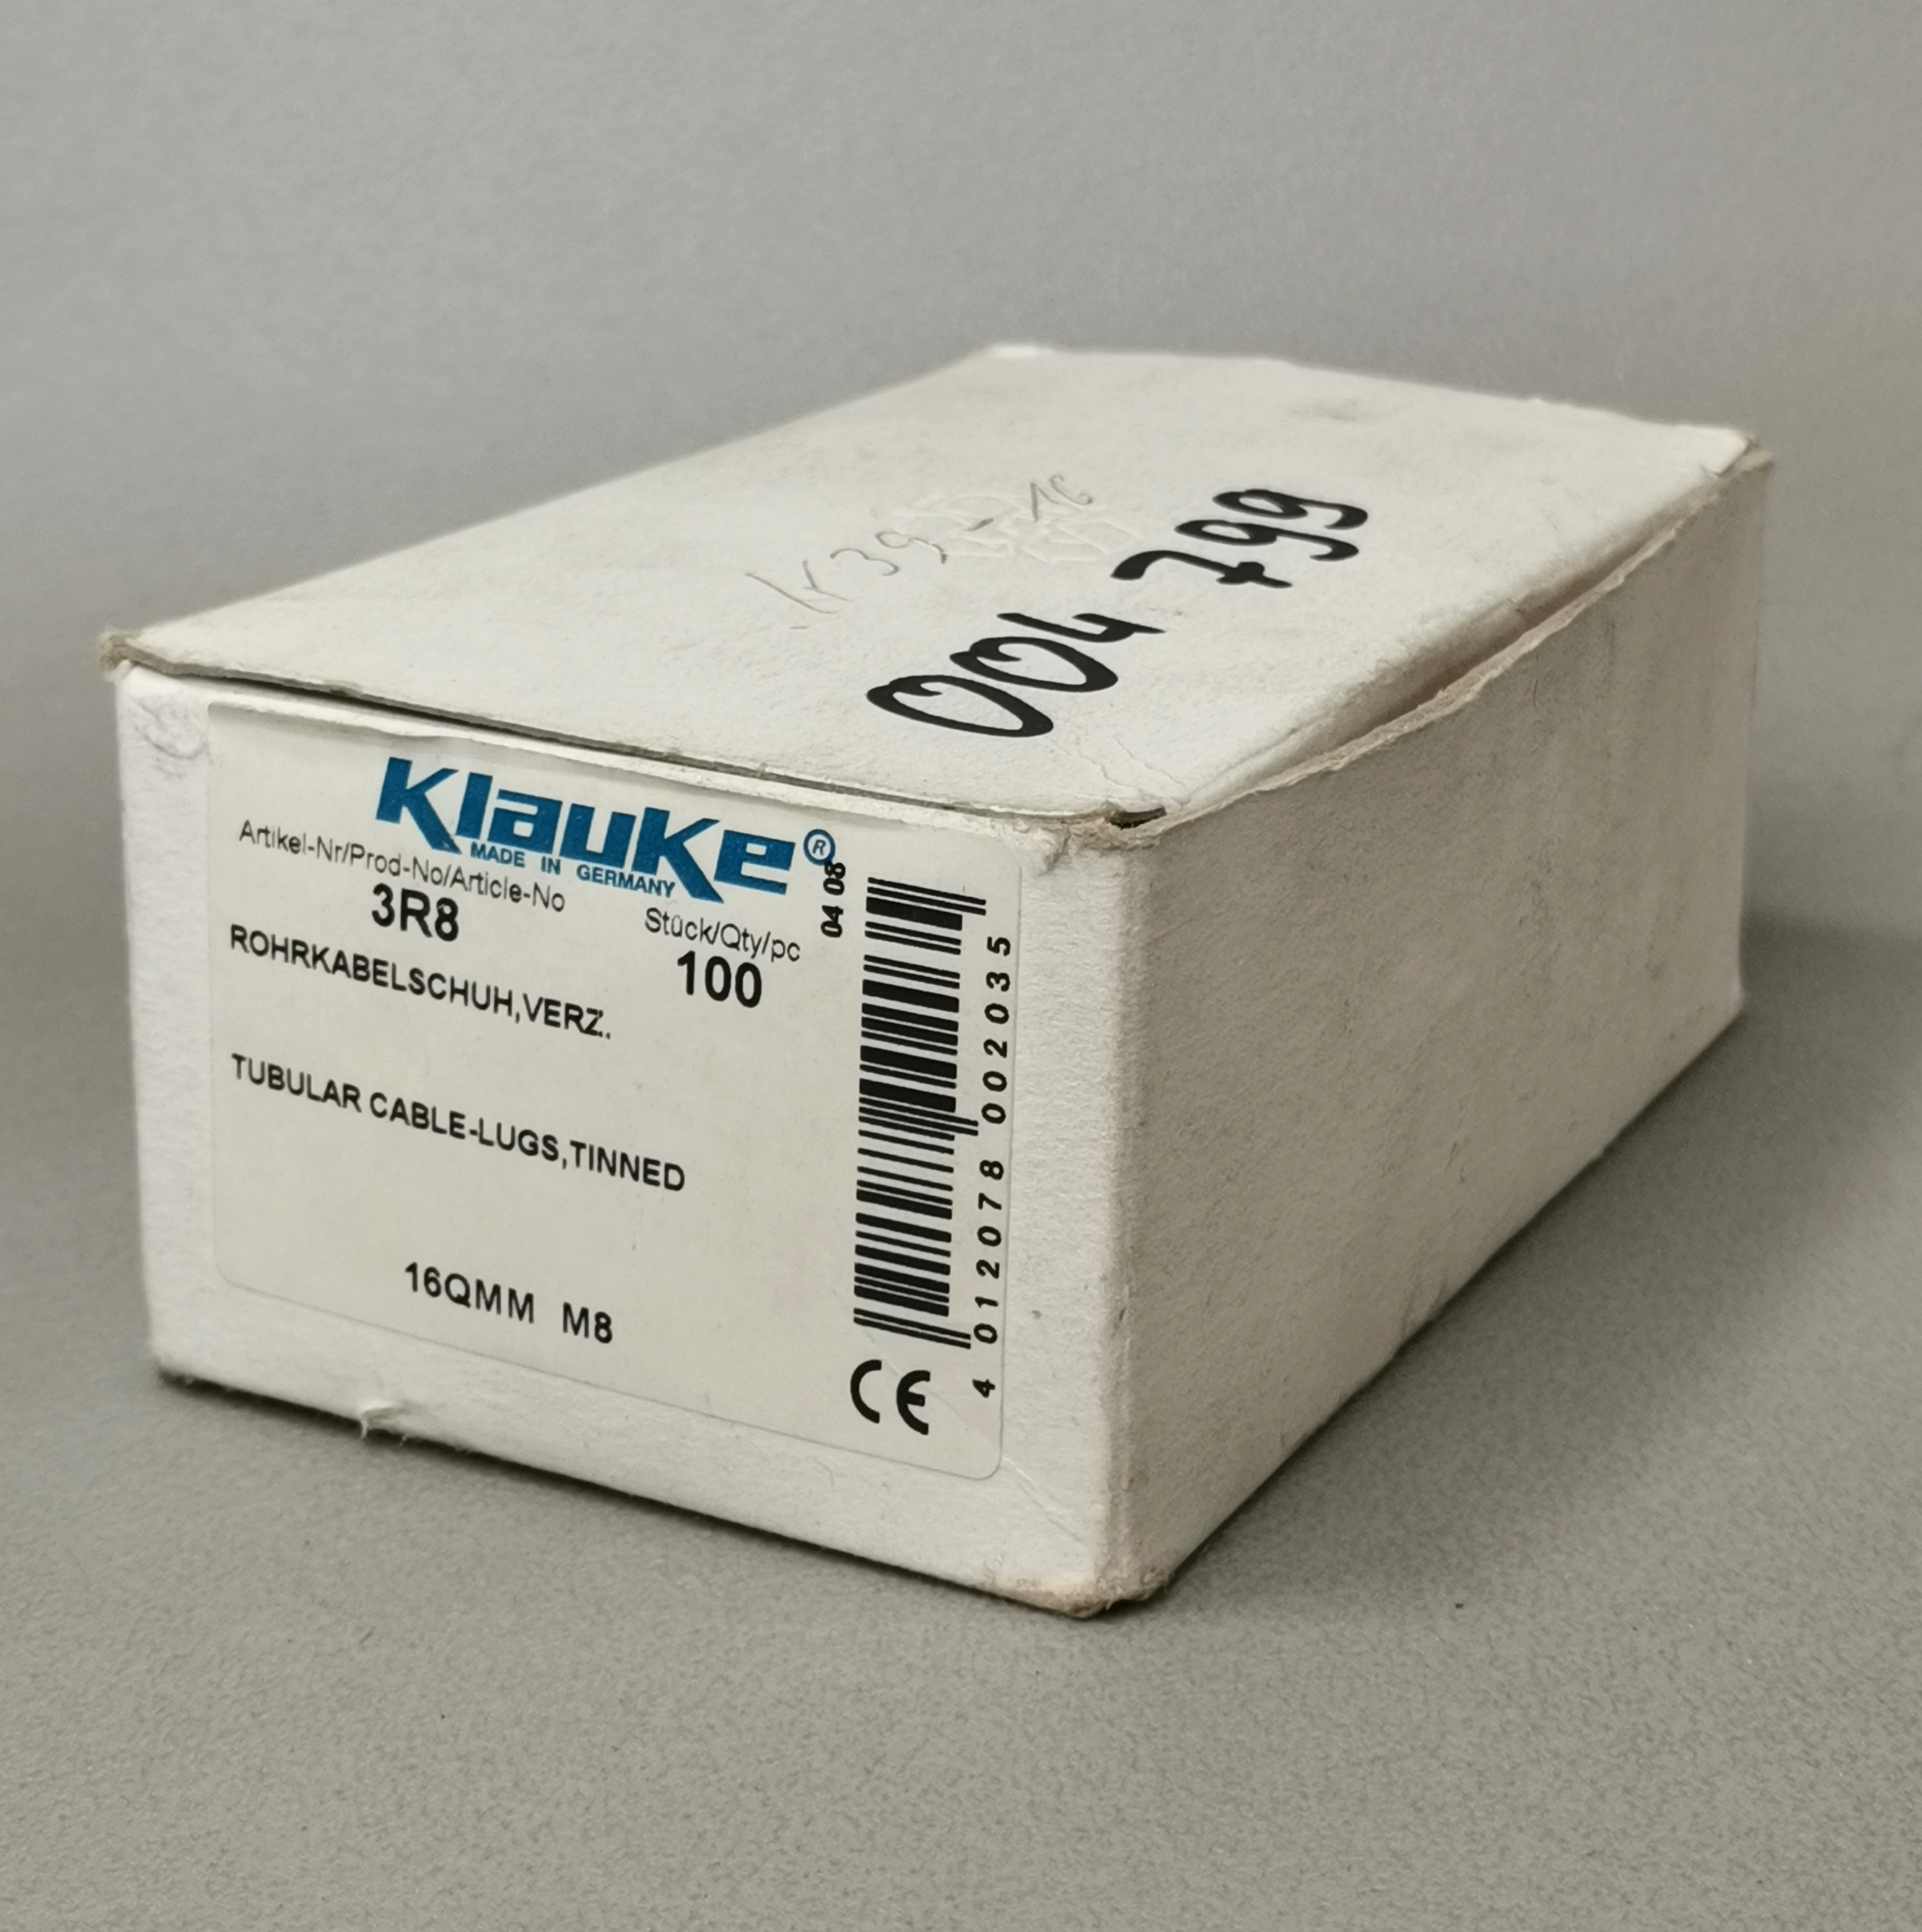 004 799
Klauke®
MADE IN GERMANY
Artikel-Nr/Prod-No/Article-No
3R8
Stück/Qty/pc
100
ROHRKABELSCHUH,VERZ.
TUBULAR CABLE-LUGS,TINNED
16QMM M8
04 08
4 012078 002035
CE